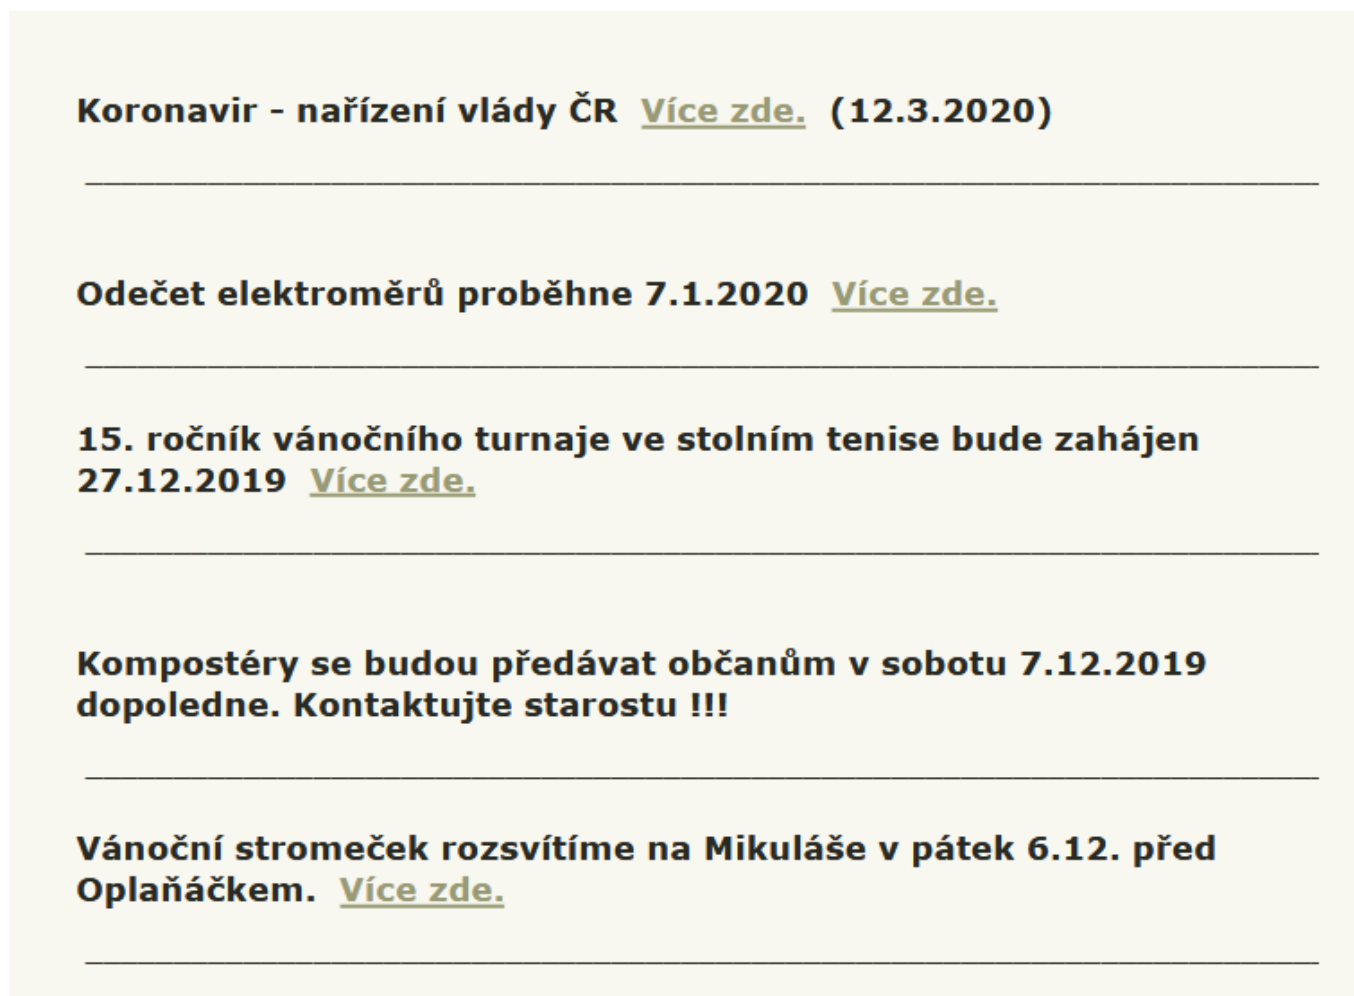 Koronavir - nařízení vlády ČR Více zde. (12.3.2020)
Odečet elektroměrů proběhne 7.1.2020 Více zde.
15. ročník vánočního turnaje ve stolním tenise bude zahájen
27.12.2019 Více zde.
Kompostéry se budou předávat občanům v sobotu 7.12.2019
dopoledne. Kontaktujte starostu !!!
Vánoční stromeček rozsvítíme na Mikuláše v pátek 6.12. před
Oplaňáčkem. Více zde.